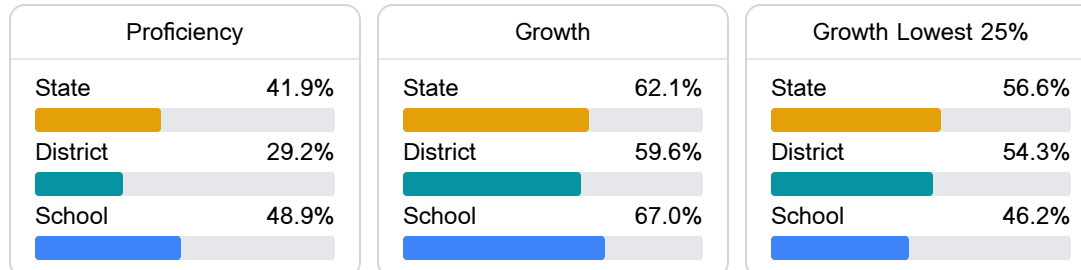 Proficiency
State 41.9%
District 29.2%
School 48.9%
Growth
State 62.1%
District 59.6%
School 67.0%
Growth Lowest 25%
State 56.6%
District 54.3%
School 46.2%